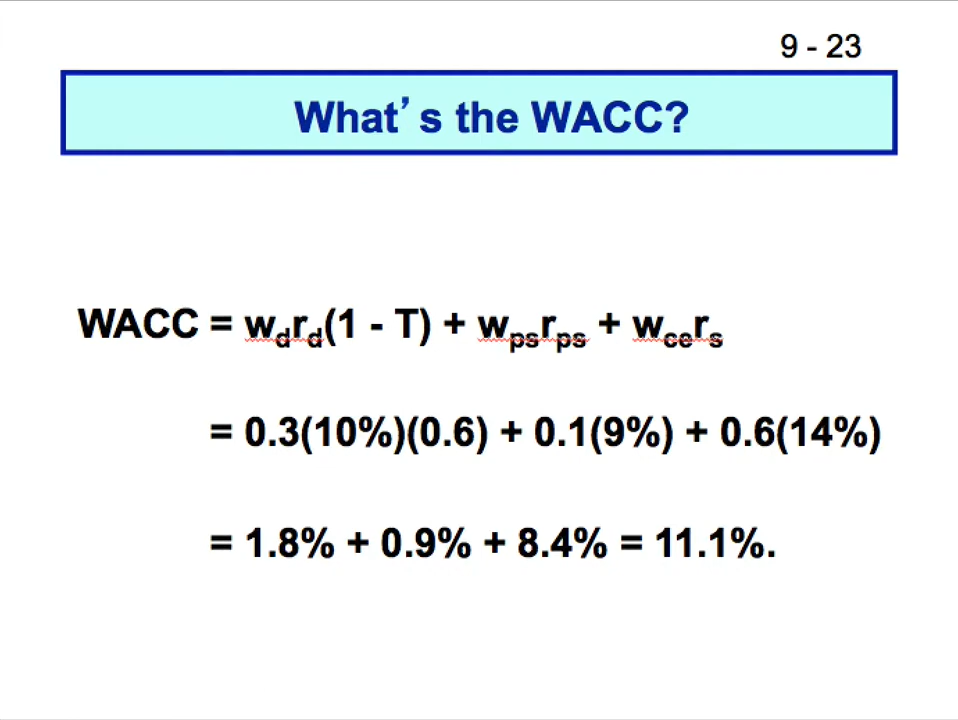 9 - 23
What's the WACC?
WACC = wdrd(1 - T) + wpsrps + wcers
= 0.3(10%)(0.6) + 0.1(9%) + 0.6(14%)
= 1.8% + 0.9% + 8.4% = 11.1%.